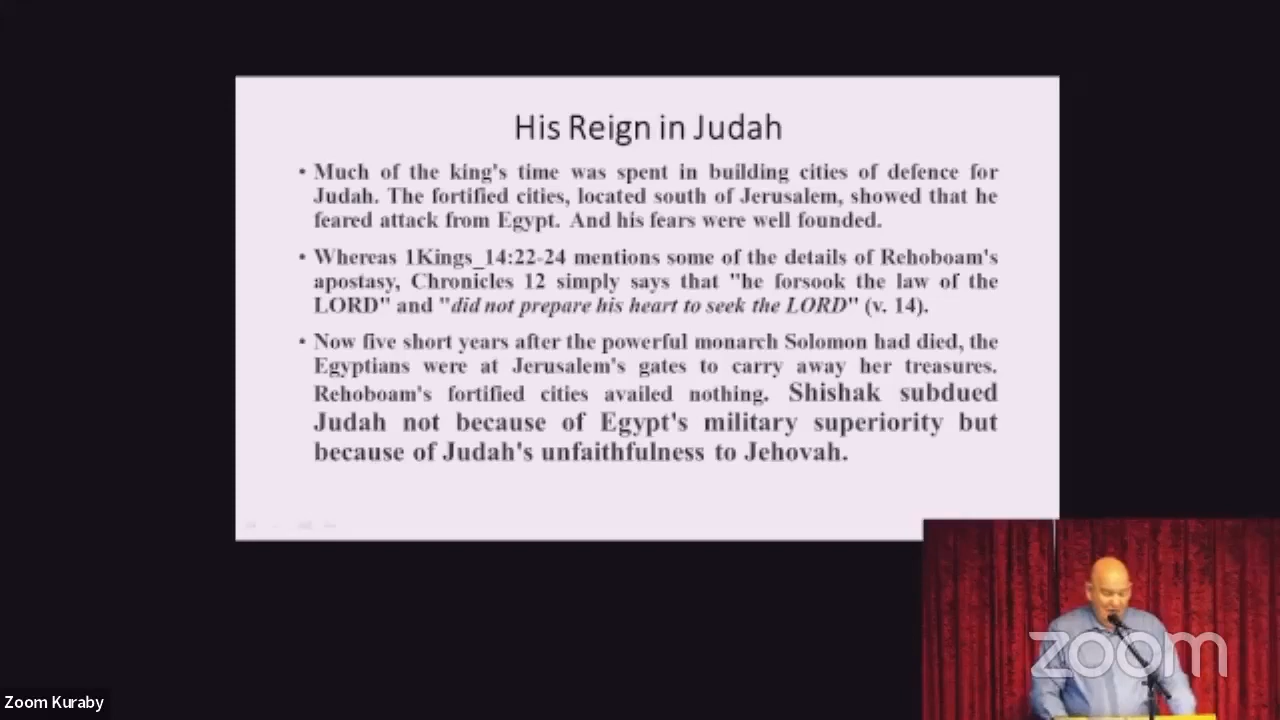 His Reign in Judah
• Much of the king's time was spent in building cities of defence for
Judah. The fortified cities, located south of Jerusalem, showed that he
feared attack from Egypt. And his fears were well founded.
• Whereas 1Kings_14:22-24 mentions some of the details of Rehoboam's
apostasy, Chronicles 12 simply says that "he forsook the law of the
LORD" and "did not prepare his heart to seek the LORD" (v. 14).
• Now five short years after the powerful monarch Solomon had died, the
Egyptians were at Jerusalem's gates to carry away her treasures.
Rehoboam's fortified cities availed nothing. Shishak subdued
Judah not because of Egypt's military superiority but
because of Judah's unfaithfulness to Jehovah.
zoom
Zoom Kuraby